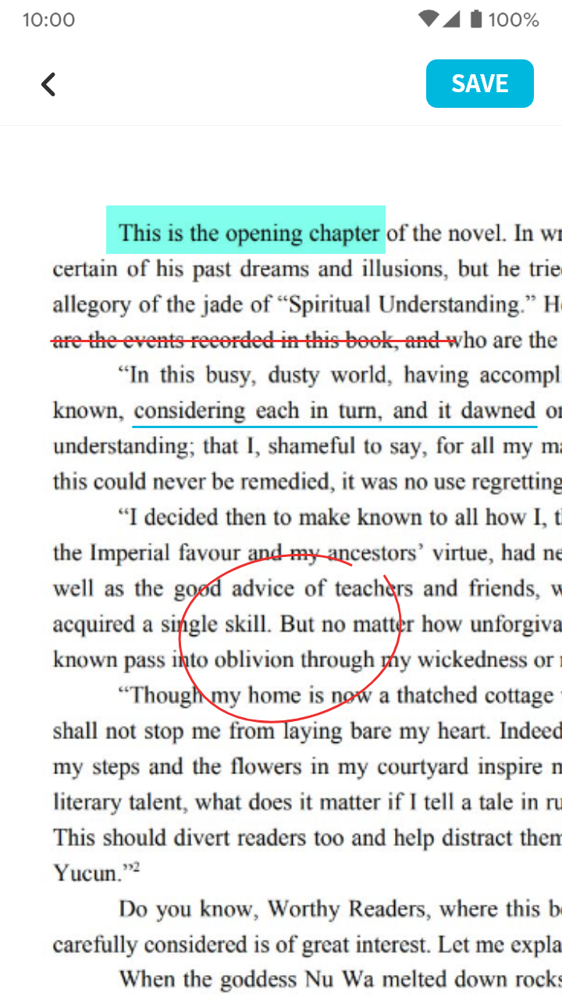 10:00 100%
SAVE
This is the opening chapter of the novel. In
certain of his past dreams and illusions, but he
allegory of the jade of “Spiritual Understanding.”
are the events recorded in this book, and who are the
“In this busy, dusty world, having
known, considering each in turn, and it dawned
understanding; that I, shameful to say, for all my
this could never be remedied, it was no use regretting
“I decided then to make known to all how I,
the Imperial favour and my ancestors’ virtue, had
well as the good advice of teachers and friends,
acquired a single skill. But no matter how
known pass into oblivion through my wickedness or
“Though my home is now a thatched cottage
shall not stop me from laying bare my heart. Indeed
my steps and the flowers in my courtyard inspire
literary talent, what does it matter if I tell a tale in
This should divert readers too and help distract
Yucun.”²
Do you know, Worthy Readers, where this
carefully considered is of great interest. Let me
When the goddess Nu Wa melted down rocks